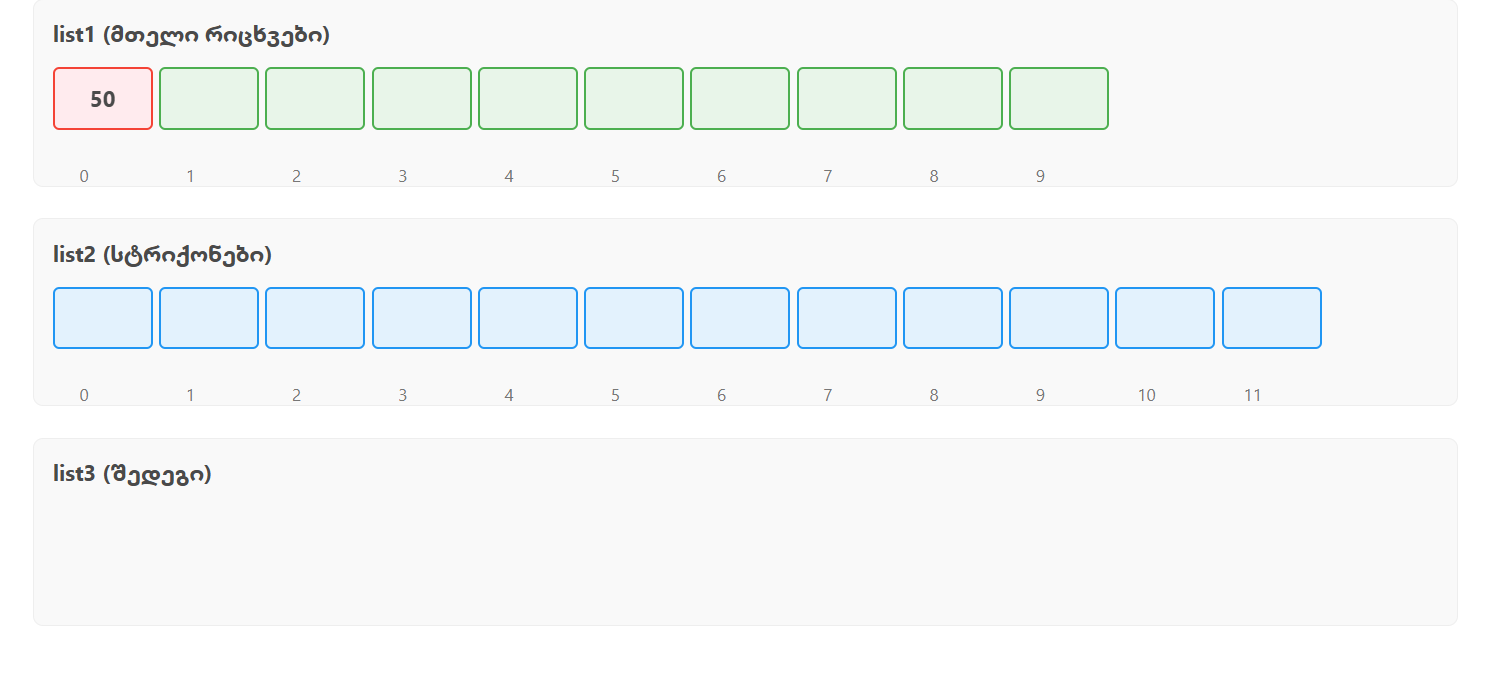 list1 (მთელი რიცხვები)
50
0 1 2 3 4 5 6 7 8 9
list2 (სტრიქონები)
0 1 2 3 4 5 6 7 8 9 10 11
list3 (შედეგი)